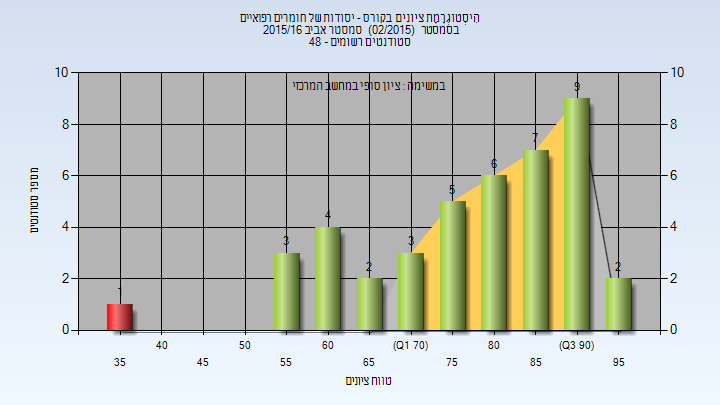 היסטוגרמת ציונים בקורס - יסודות של חומרים רפואיים
בסמסטר (02/2015) סמסטר אביב 2015/16
סטודנטים רשומים - 48
במשימה : ציון סופי במחשב המרכזי
10 10
8 8
6 6
4 4
2 2
0 0
1 3 4 2 3 5 6 7 9 2
מספר סטודנטים
40 50 60 (Q1 70) 80 (Q3 90)
35 45 55 65 75 85 95
טווח ציונים